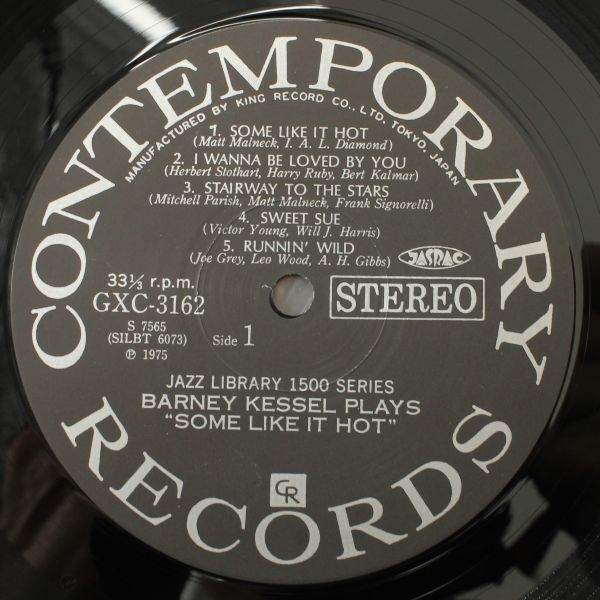 CONTEMPORARY RECORDS
MANUFACTURED BY KING RECORD CO., LTD. TOKYO, JAPAN
1. SOME LIKE IT HOT
(Matt Malneck, I. A. L. Diamond)
2. I WANNA BE LOVED BY YOU
(Herbert Stothart, Harry Ruby, Bert Kalmar)
3. STAIRWAY TO THE STARS
(Mitchell Parish, Matt Malneck, Frank Signorelli)
4. SWEET SUE
(Victor Young, Will J. Harris)
5. RUNNIN' WILD
(Joe Grey, Leo Wood, A. H. Gibbs)
JASRAC
33⅓ r.p.m.
GXC-3162
STEREO
S 7565
(SILBT 6073)
Side 1
℗ 1975
JAZZ LIBRARY 1500 SERIES
BARNEY KESSEL PLAYS
"SOME LIKE IT HOT"
CR